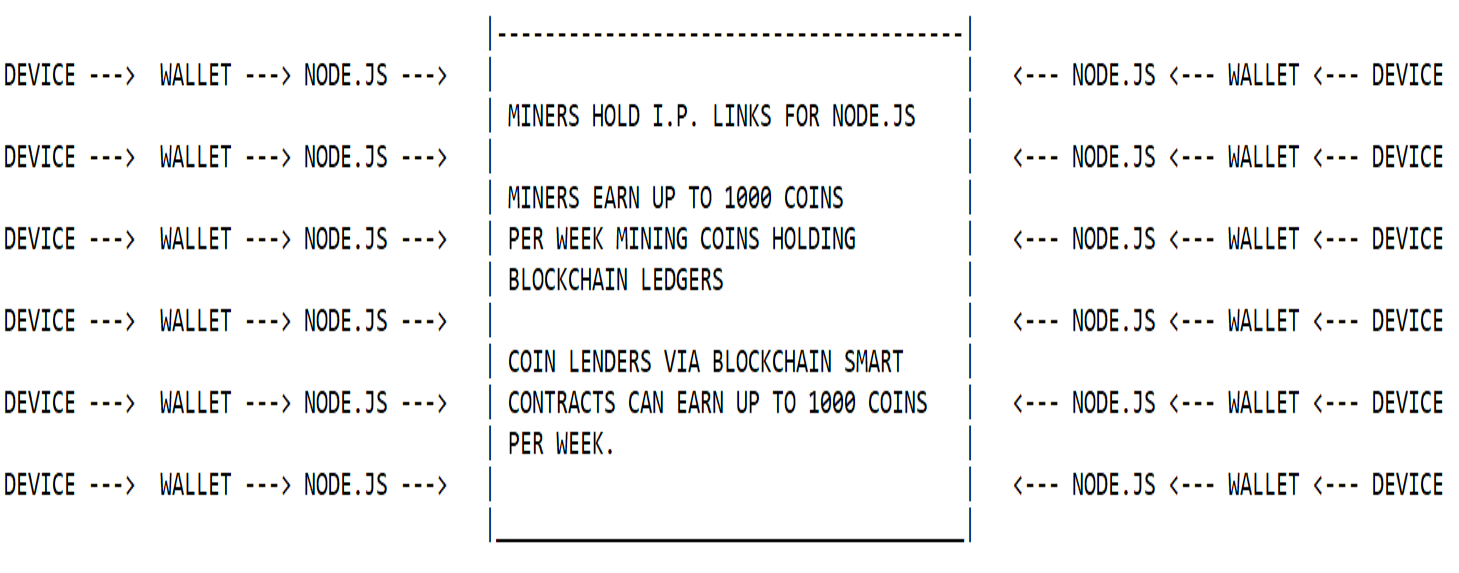 |---------------------------------------|
DEVICE ---> WALLET ---> NODE.JS ---> | | <--- NODE.JS <--- WALLET <--- DEVICE
| MINERS HOLD I.P. LINKS FOR NODE.JS |
DEVICE ---> WALLET ---> NODE.JS ---> | | <--- NODE.JS <--- WALLET <--- DEVICE
| MINERS EARN UP TO 1000 COINS |
DEVICE ---> WALLET ---> NODE.JS ---> | PER WEEK MINING COINS HOLDING | <--- NODE.JS <--- WALLET <--- DEVICE
| BLOCKCHAIN LEDGERS |
DEVICE ---> WALLET ---> NODE.JS ---> | | <--- NODE.JS <--- WALLET <--- DEVICE
| COIN LENDERS VIA BLOCKCHAIN SMART |
DEVICE ---> WALLET ---> NODE.JS ---> | CONTRACTS CAN EARN UP TO 1000 COINS | <--- NODE.JS <--- WALLET <--- DEVICE
| PER WEEK. |
DEVICE ---> WALLET ---> NODE.JS ---> | | <--- NODE.JS <--- WALLET <--- DEVICE
|_______________________________________|